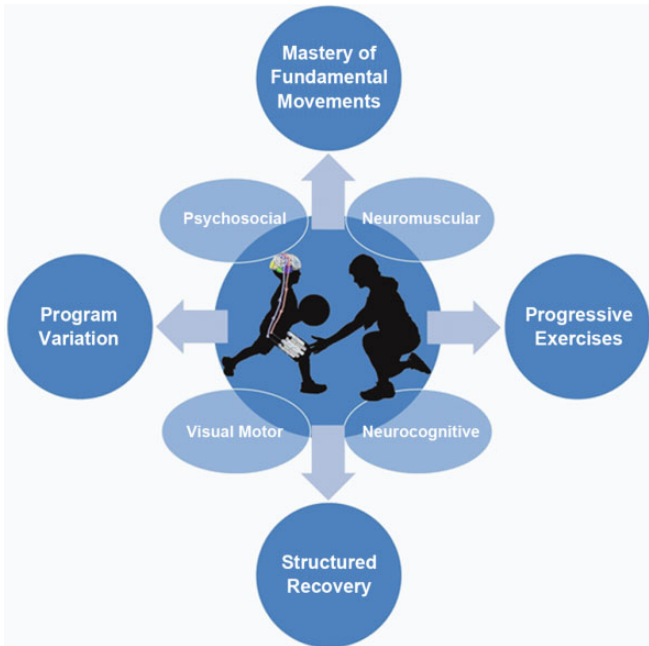 Mastery of
Fundamental
Movements
Psychosocial
Neuromuscular
Program
Variation
Progressive
Exercises
Visual Motor
Neurocognitive
Structured
Recovery